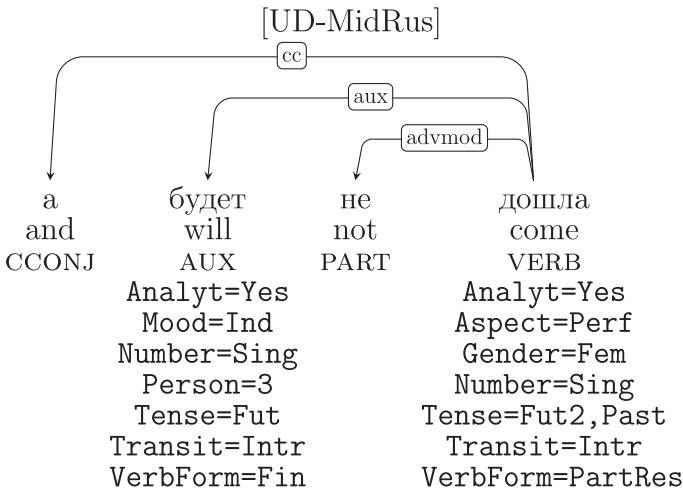 [UD-MidRus]
cc
aux
advmod
а будет не дошла
and will not come
CCONJ AUX PART VERB
Analyt=Yes Analyt=Yes
Mood=Ind Aspect=Perf
Number=Sing Gender=Fem
Person=3 Number=Sing
Tense=Fut Tense=Fut2,Past
Transit=Intr Transit=Intr
VerbForm=Fin VerbForm=PartRes